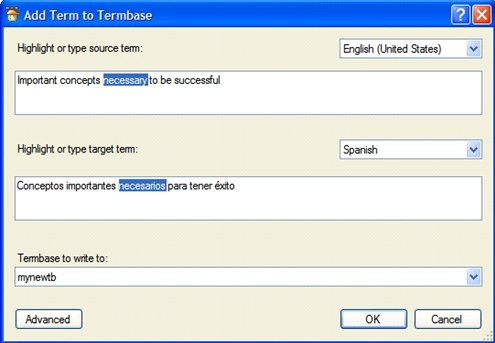 Add Term to Termbase
Highlight or type source term:
English (United States)
Important concepts necessary to be successful
Highlight or type target term:
Spanish
Conceptos importantes necesarios para tener éxito
Termbase to write to:
mynewtb
Advanced
OK
Cancel